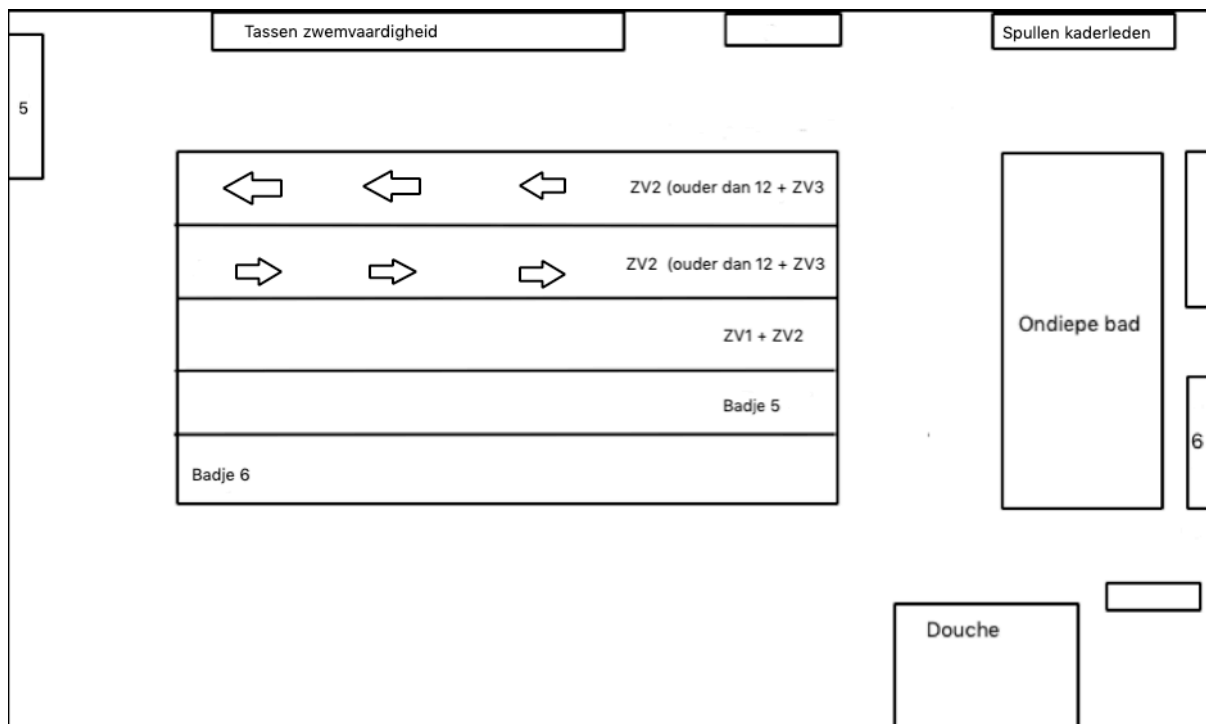 Tassen zwemvaardigheid
Spullen kaderleden
5
ZV2 (ouder dan 12 + ZV3
ZV2 (ouder dan 12 + ZV3
ZV1 + ZV2
Badje 5
Badje 6
Ondiepe bad
6
Douche